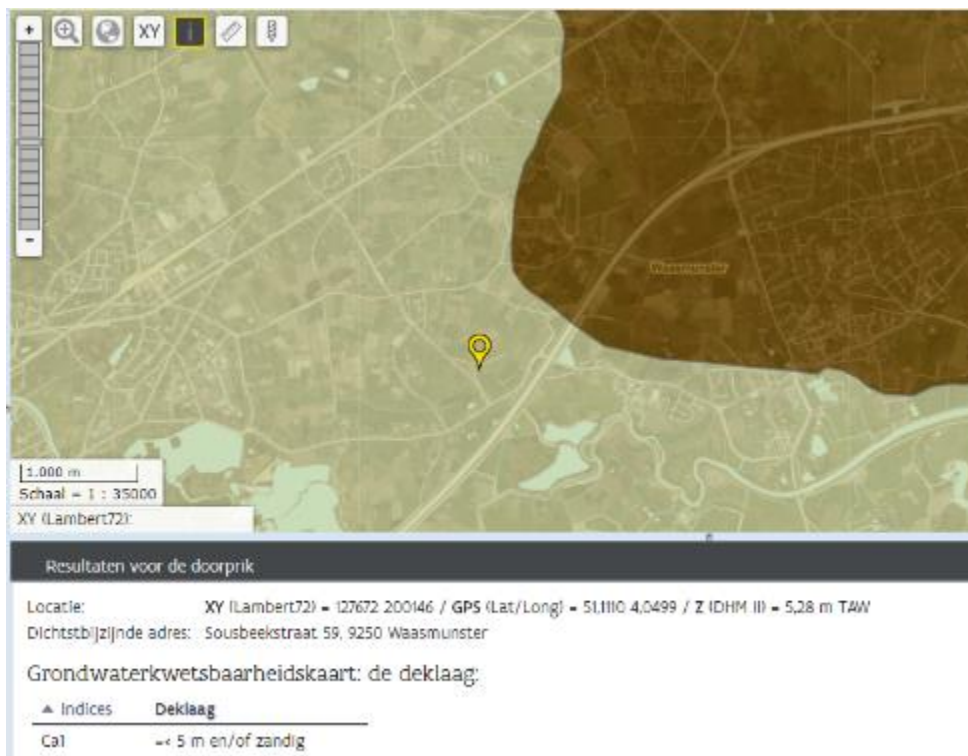 +
XY
i
Waasmunster
-
1.000 m
Schaal = 1 : 35000
XY (Lambert72):
Resultaten voor de doorprik
Locatie: XY (Lambert72) = 127672 200146 / GPS (Lat/Long) = 51,1110 4,0499 / Z (DHM II) = 5,28 m TAW
Dichtstbijzijnde adres: Sousbeekstraat 59, 9250 Waasmunster
Grondwaterkwetsbaarheidskaart: de deklaag:
▲ Indices Deklaag
Ca1 =< 5 m en/of zandig